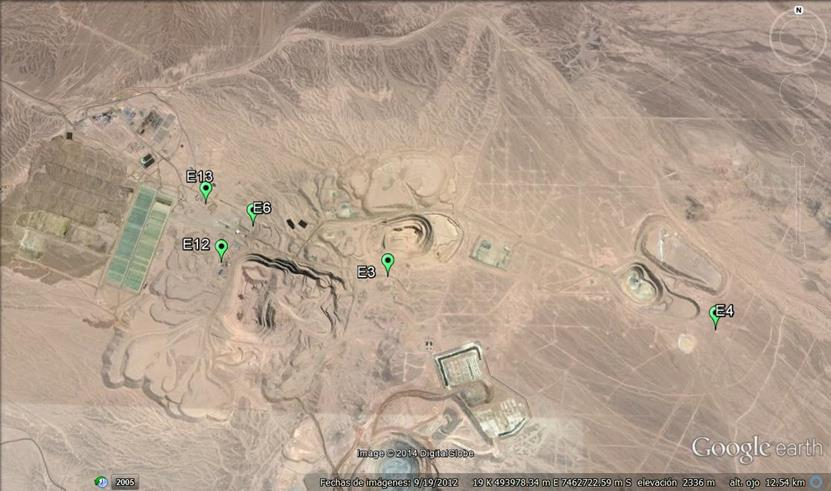 N
E13
E6
E12
E3
E4
Google earth
Image © 2014 DigitalGlobe
2005
Fechas de imágenes: 9/19/2012 19 K 493978.34 m E 7462722.59 m S elevación 2336 m alt. ojo 12.54 km